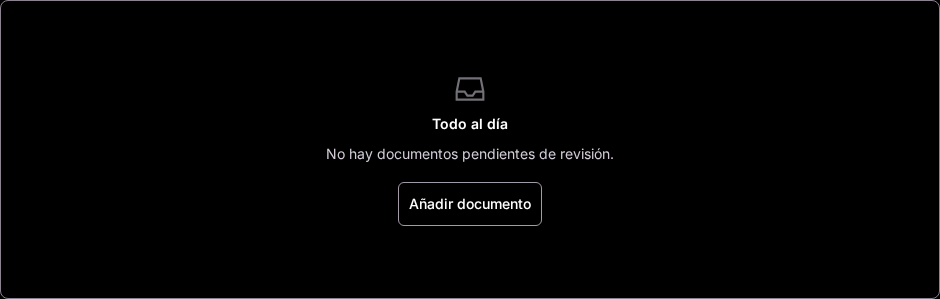 Todo al día
No hay documentos pendientes de revisión.
Añadir documento